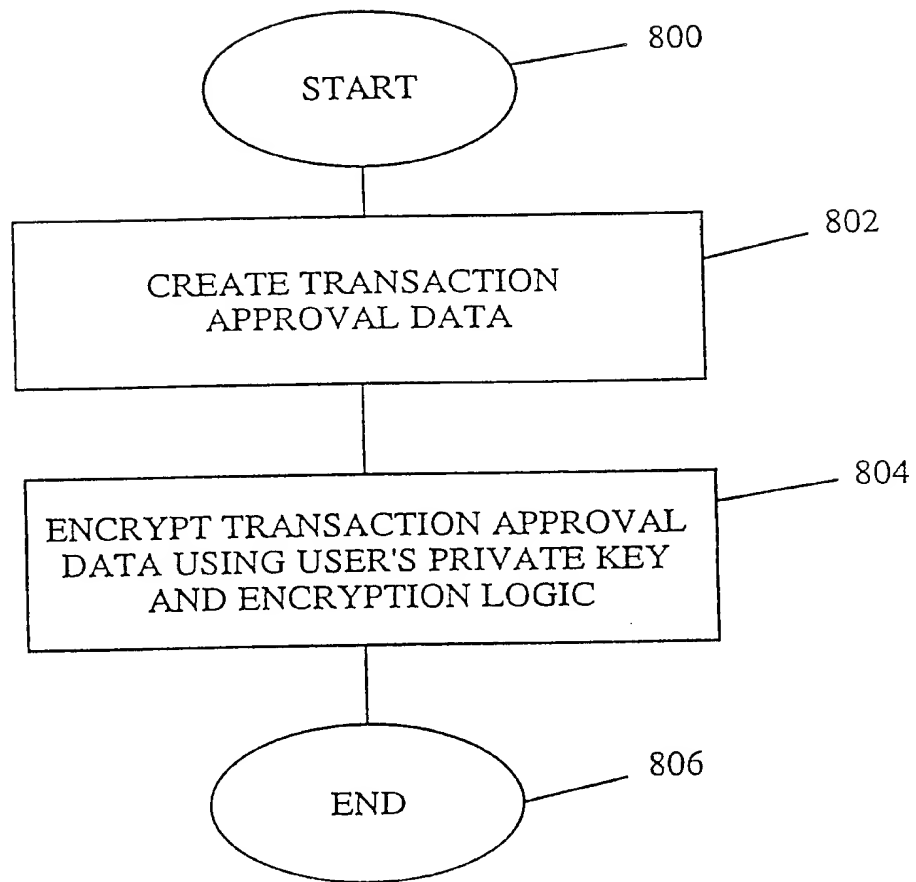 START
800
802
CREATE TRANSACTION
APPROVAL DATA
804
ENCRYPT TRANSACTION APPROVAL
DATA USING USER'S PRIVATE KEY
AND ENCRYPTION LOGIC
END
806